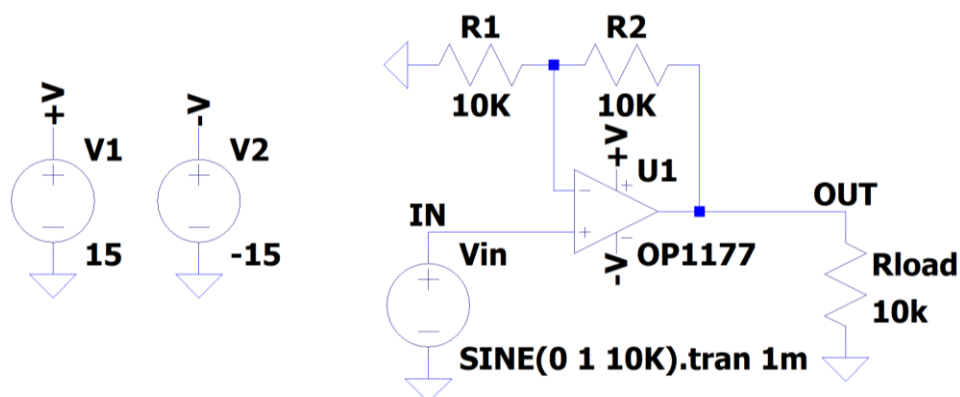 R1
R2
10K
10K
+V
V1
15
-V
V2
-15
+V
U1
-V
OP1177
IN
Vin
SINE(0 1 10K).tran 1m
OUT
Rload
10k